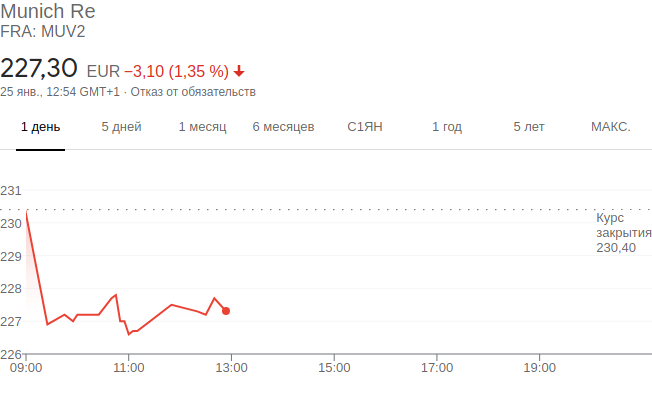 Munich Re
FRA: MUV2
227,30 EUR −3,10 (1,35 %)
25 янв., 12:54 GMT+1 · Отказ от обязательств
1 день 5 дней 1 месяц 6 месяцев С1ЯН 1 год 5 лет МАКС.
231
230
229
228
227
226
Курс
закрытия
230,40
09:00 11:00 13:00 15:00 17:00 19:00